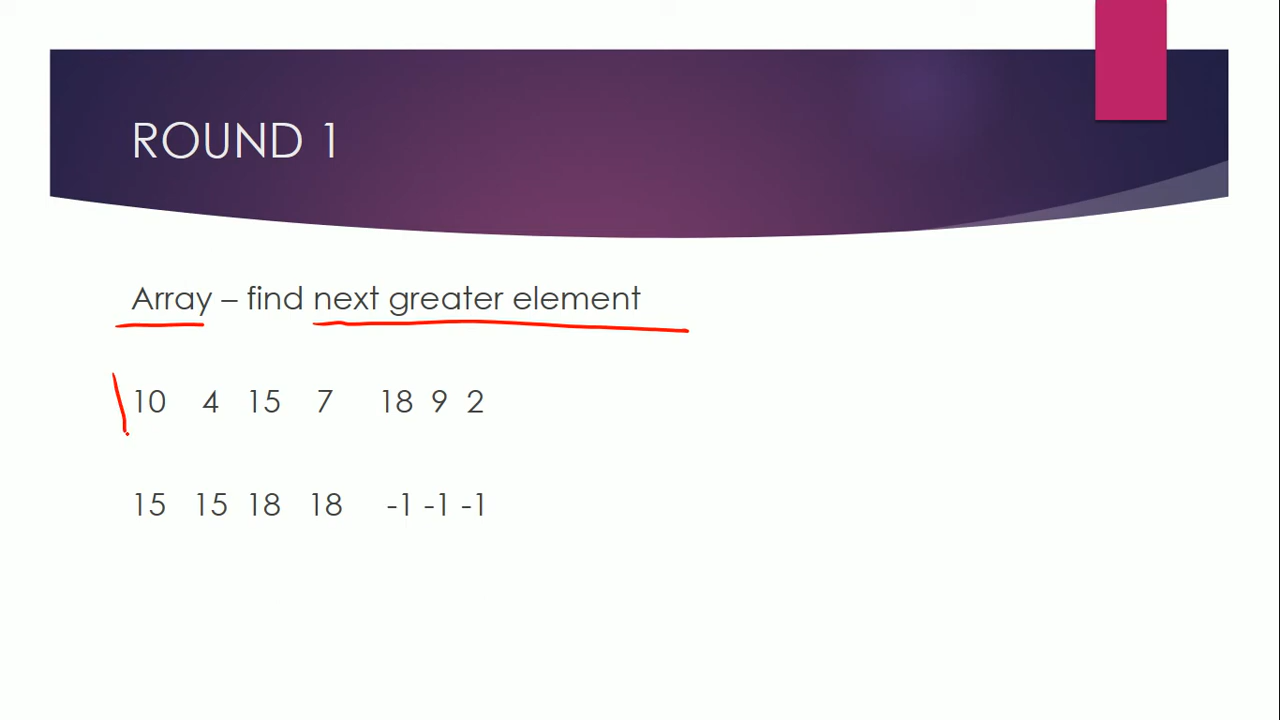 ROUND 1
Array – find next greater element
10 4 15 7 18 9 2
15 15 18 18 -1 -1 -1